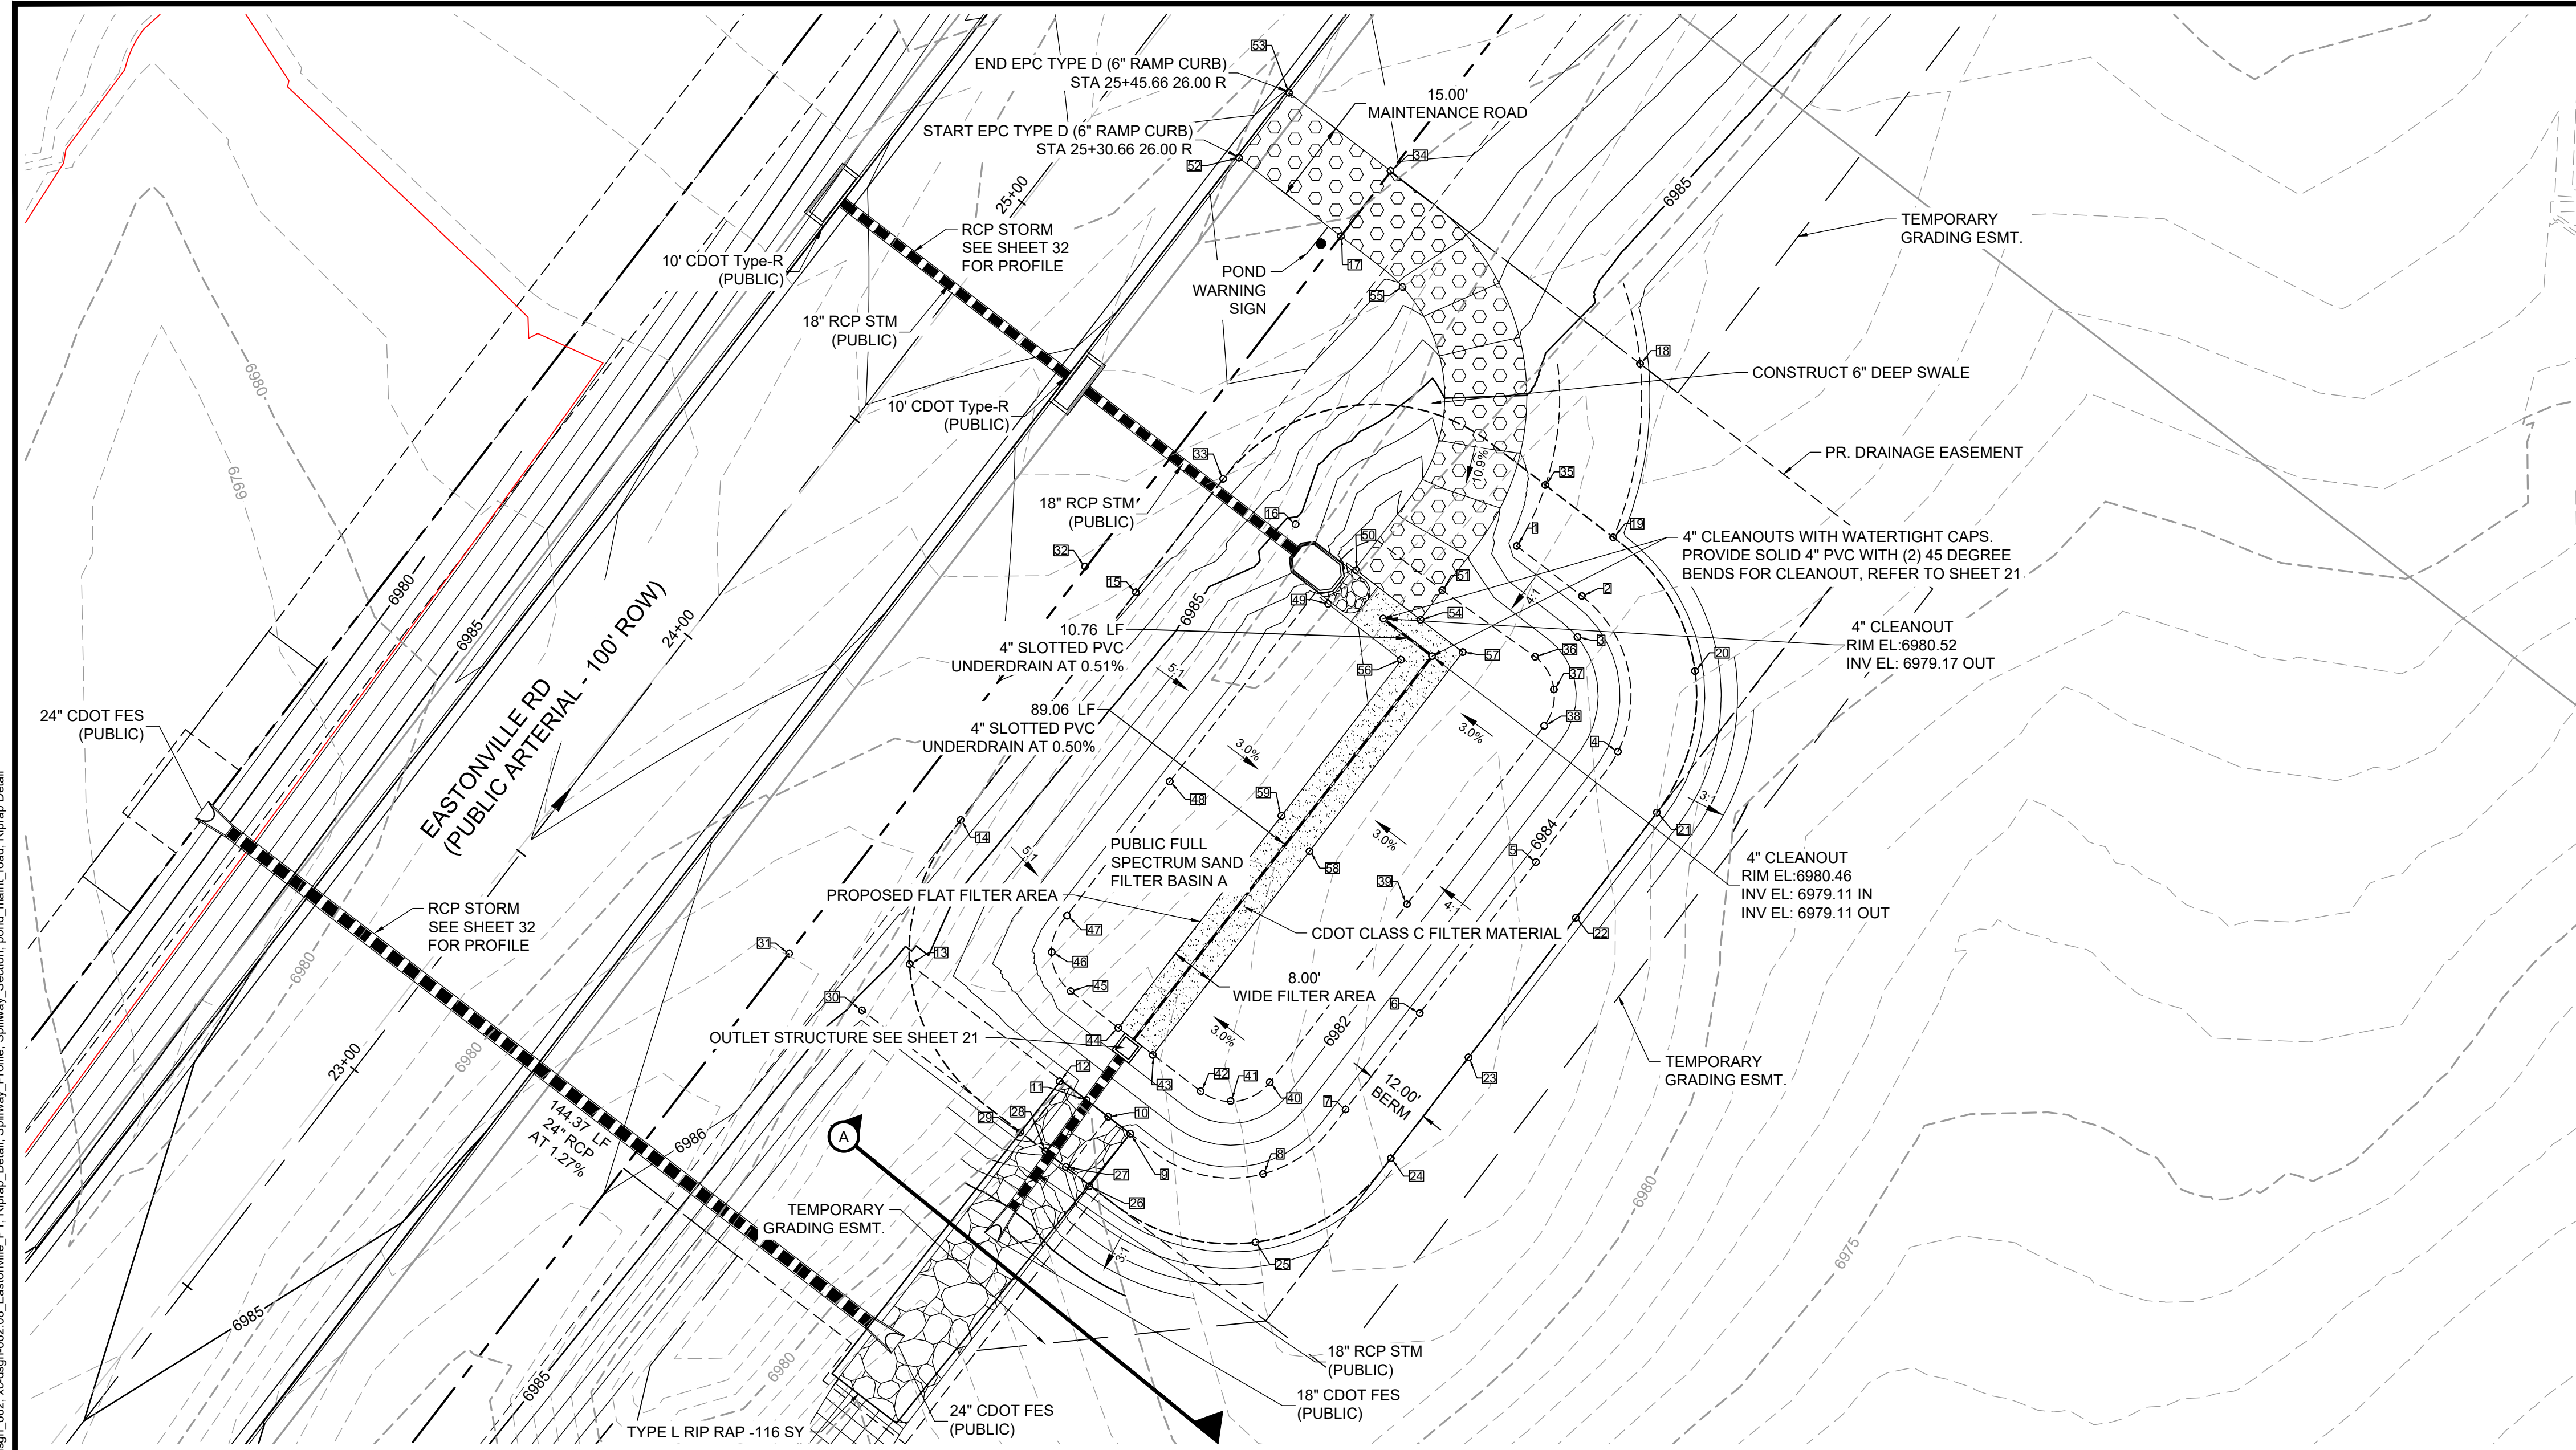 53
END EPC TYPE D (6" RAMP CURB)
STA 25+45.66 26.00 R
15.00'
MAINTENANCE ROAD
START EPC TYPE D (6" RAMP CURB)
STA 25+30.66 26.00 R
52
34
25+00
6985
TEMPORARY
GRADING ESMT.
RCP STORM
SEE SHEET 32
FOR PROFILE
10' CDOT Type-R
(PUBLIC)
POND
WARNING
SIGN
17
55
18" RCP STM
(PUBLIC)
18
6980
CONSTRUCT 6" DEEP SWALE
10' CDOT Type-R
(PUBLIC)
PR. DRAINAGE EASEMENT
33
10.9%
35
6979
18" RCP STM
(PUBLIC)
16
50
1
19
4" CLEANOUTS WITH WATERTIGHT CAPS.
PROVIDE SOLID 4" PVC WITH (2) 45 DEGREE
BENDS FOR CLEANOUT, REFER TO SHEET 21
32
15
51
2
6980
6985
49
4:1
54
6985
24+00
10.76 LF
4" SLOTTED PVC
UNDERDRAIN AT 0.51%
3
4" CLEANOUT
RIM EL:6980.52
INV EL: 6979.17 OUT
5:1
56
57
36
20
37
EASTONVILLE RD
(PUBLIC ARTERIAL - 100' ROW)
24" CDOT FES
(PUBLIC)
89.06 LF
4" SLOTTED PVC
UNDERDRAIN AT 0.50%
38
3.0%
3.0%
4
48
59
3:1
14
5:1
PUBLIC FULL
SPECTRUM SAND
FILTER BASIN A
3.0%
6984
21
5
58
4" CLEANOUT
RIM EL:6980.46
INV EL: 6979.11 IN
INV EL: 6979.11 OUT
PROPOSED FLAT FILTER AREA
39
4:1
RCP STORM
SEE SHEET 32
FOR PROFILE
47
CDOT CLASS C FILTER MATERIAL
22
31
13
46
6980
45
8.00'
WIDE FILTER AREA
30
6
3.0%
6982
OUTLET STRUCTURE SEE SHEET 21
44
23+00
6980
12
11
43
42
41
40
7
12.00'
BERM
23
TEMPORARY
GRADING ESMT.
144.37 LF
24" RCP
AT 1.27%
6986
29
28
10
A
8
9
27
24
26
6980
TEMPORARY
GRADING ESMT.
3:1
25
6975
6985
18" RCP STM
(PUBLIC)
6980
6985
18" CDOT FES
(PUBLIC)
24" CDOT FES
(PUBLIC)
TYPE L RIP RAP -116 SY